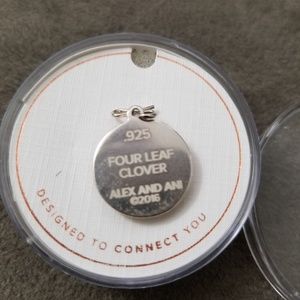 .925
FOUR LEAF
CLOVER
ALEX AND ANI
©2016
DESIGNED TO CONNECT YOU